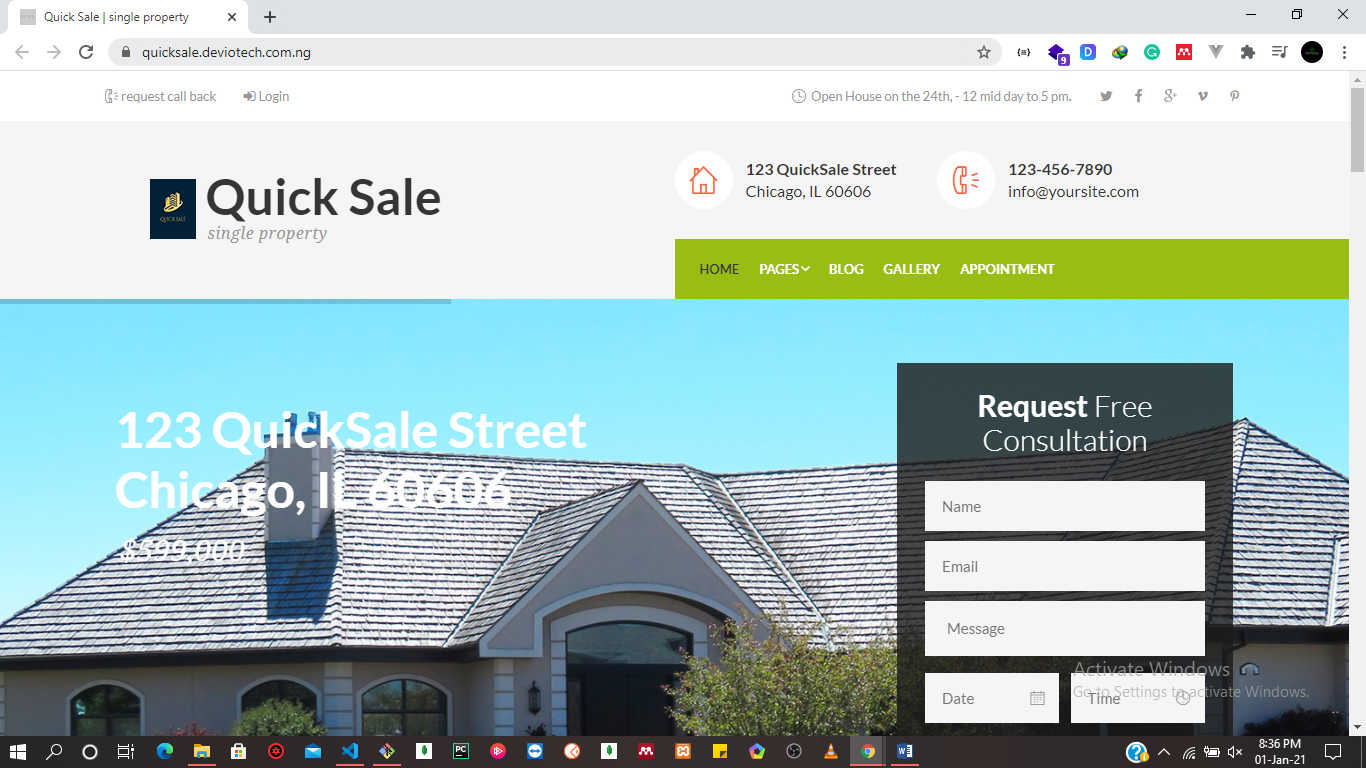 Quick Sale | single property
quicksale.deviotech.com.ng
9
request call back
Login
Open House on the 24th, - 12 mid day to 5 pm.
QUICK SALE
Quick Sale
single property
123 QuickSale Street
Chicago, IL 60606
123-456-7890
info@yoursite.com
HOME
PAGES
BLOG
GALLERY
APPOINTMENT
123 QuickSale Street
Chicago, IL 60606
$599,000
Request Free
Consultation
Name
Email
Message
Date
Time
Activate Windows
Go to Settings to activate Windows.
8:36 PM
01-Jan-21